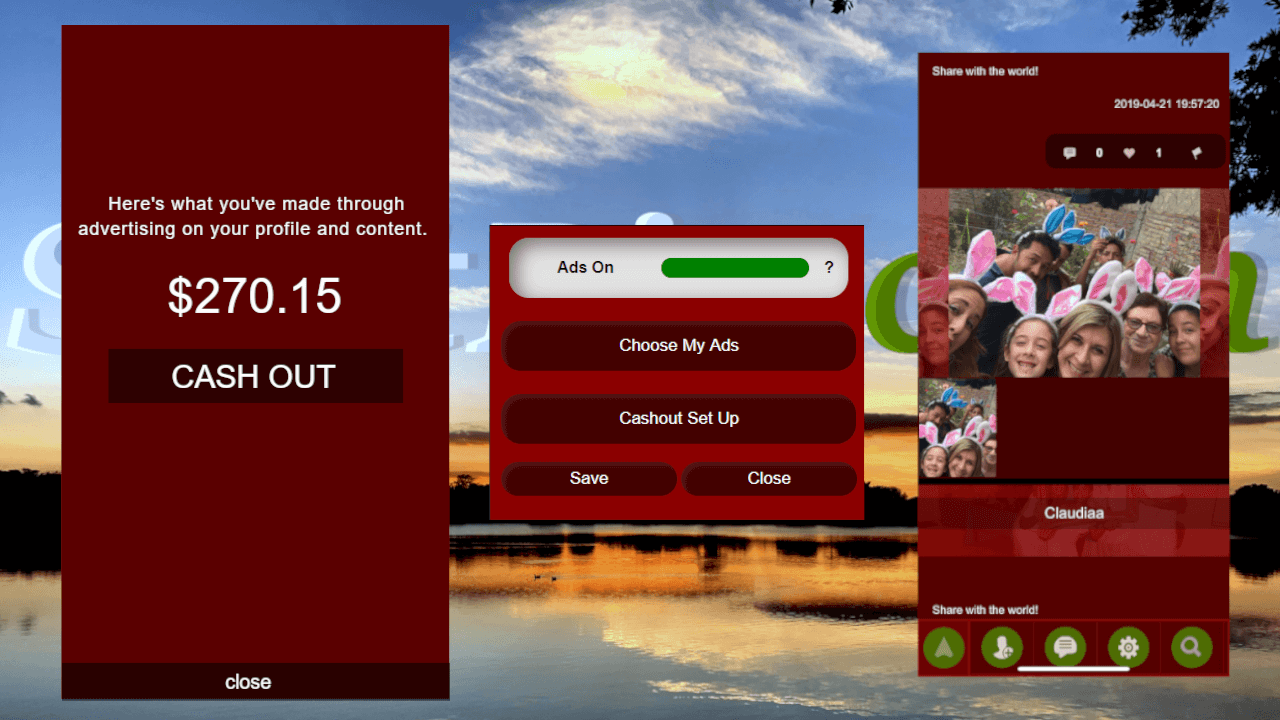 Here's what you've made through
advertising on your profile and content.
$270.15
CASH OUT
close
Ads On
?
Choose My Ads
Cashout Set Up
Save
Close
Share with the world!
2019-04-21 19:57:20
0
1
Claudiaa
Share with the world!